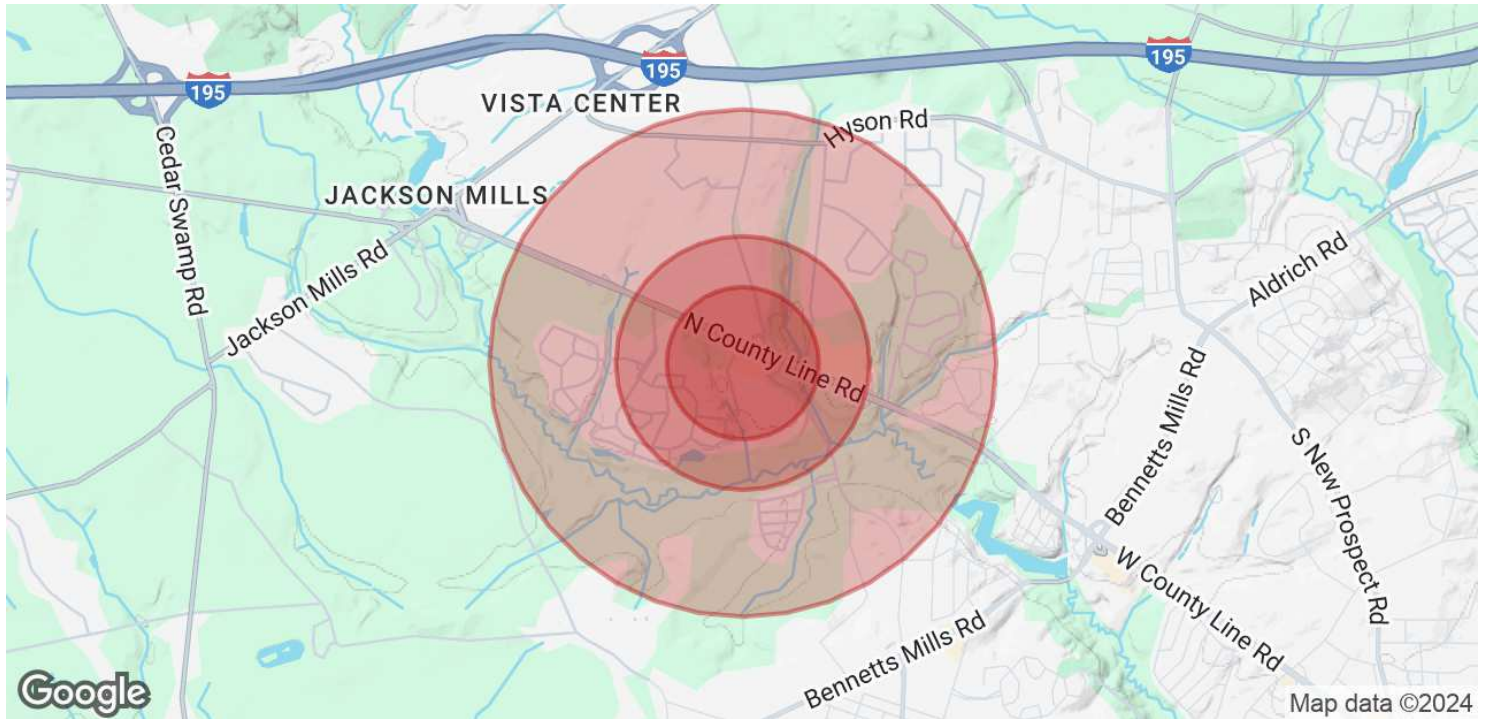 195
195
195
VISTA CENTER
Hyson Rd
Cedar Swamp Rd
JACKSON MILLS
Jackson Mills Rd
Aldrich Rd
N County Line Rd
Bennetts Mills Rd
S New Prospect Rd
W County Line Rd
Bennetts Mills Rd
Google
Map data ©2024